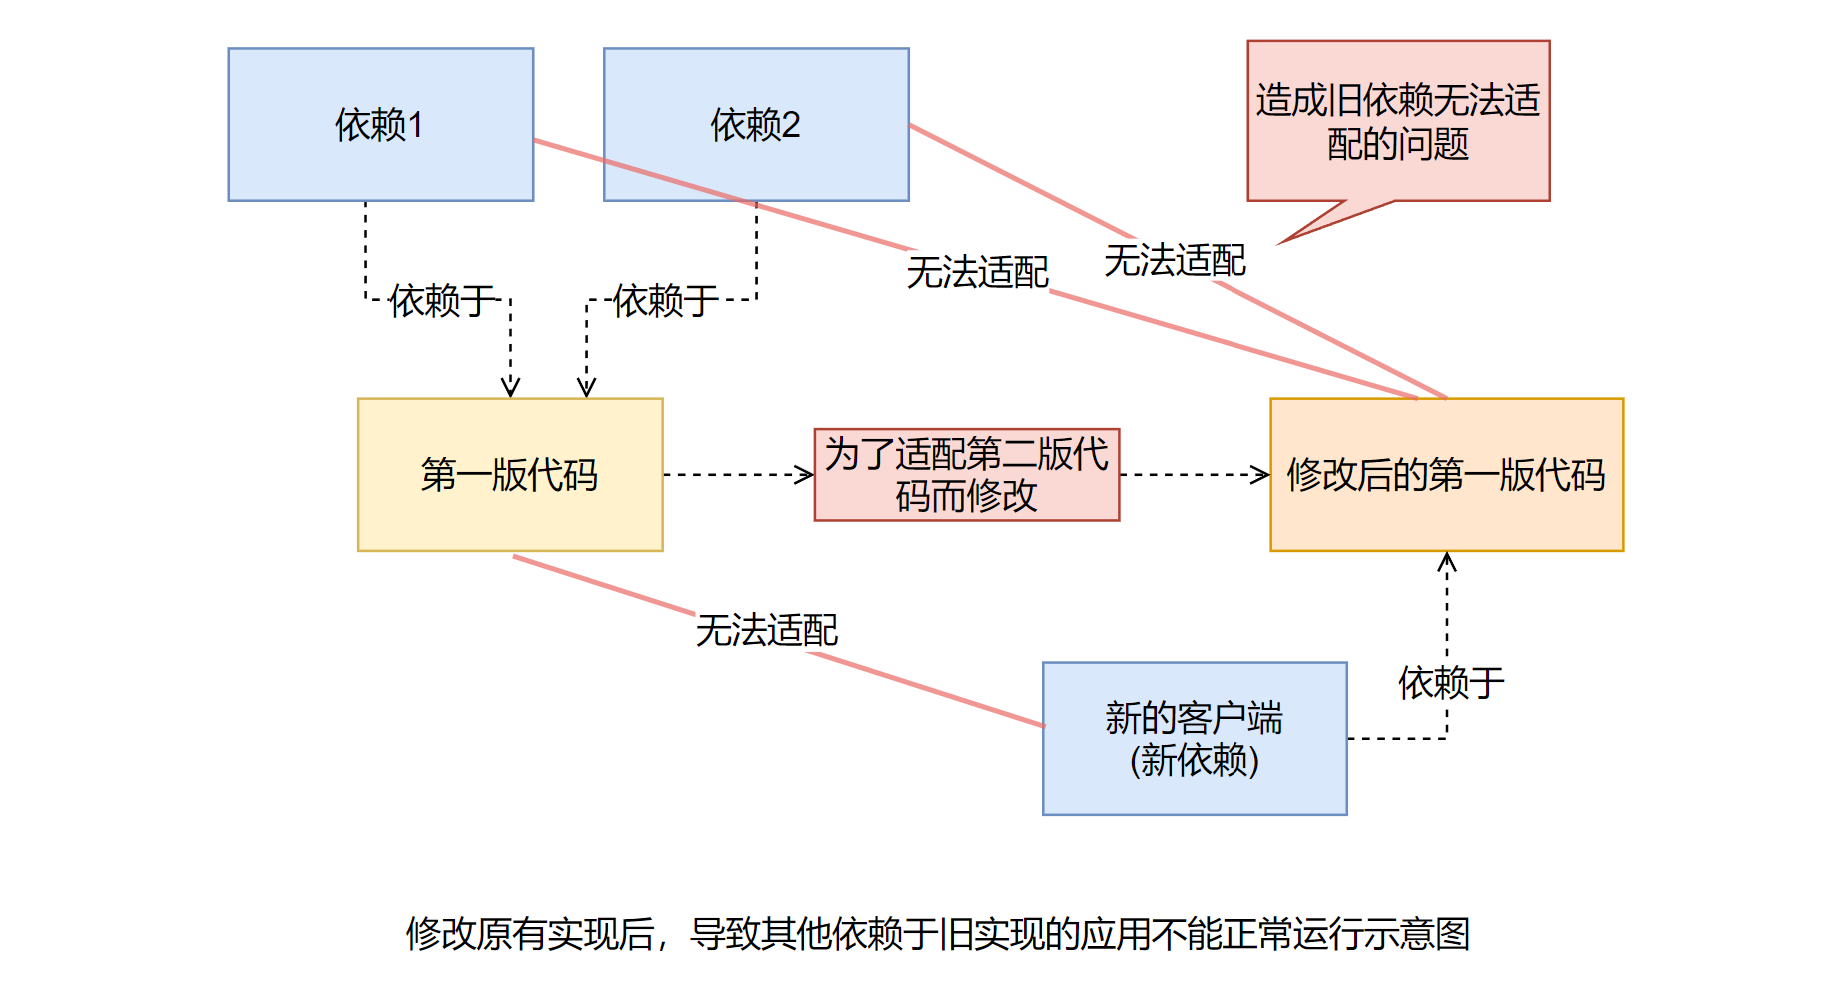 依赖1
依赖2
造成旧依赖无法适
配的问题
无法适配
无法适配
依赖于
依赖于
第一版代码
为了适配第二版代
码而修改
修改后的第一版代码
无法适配
依赖于
新的客户端
(新依赖)
修改原有实现后，导致其他依赖于旧实现的应用不能正常运行示意图